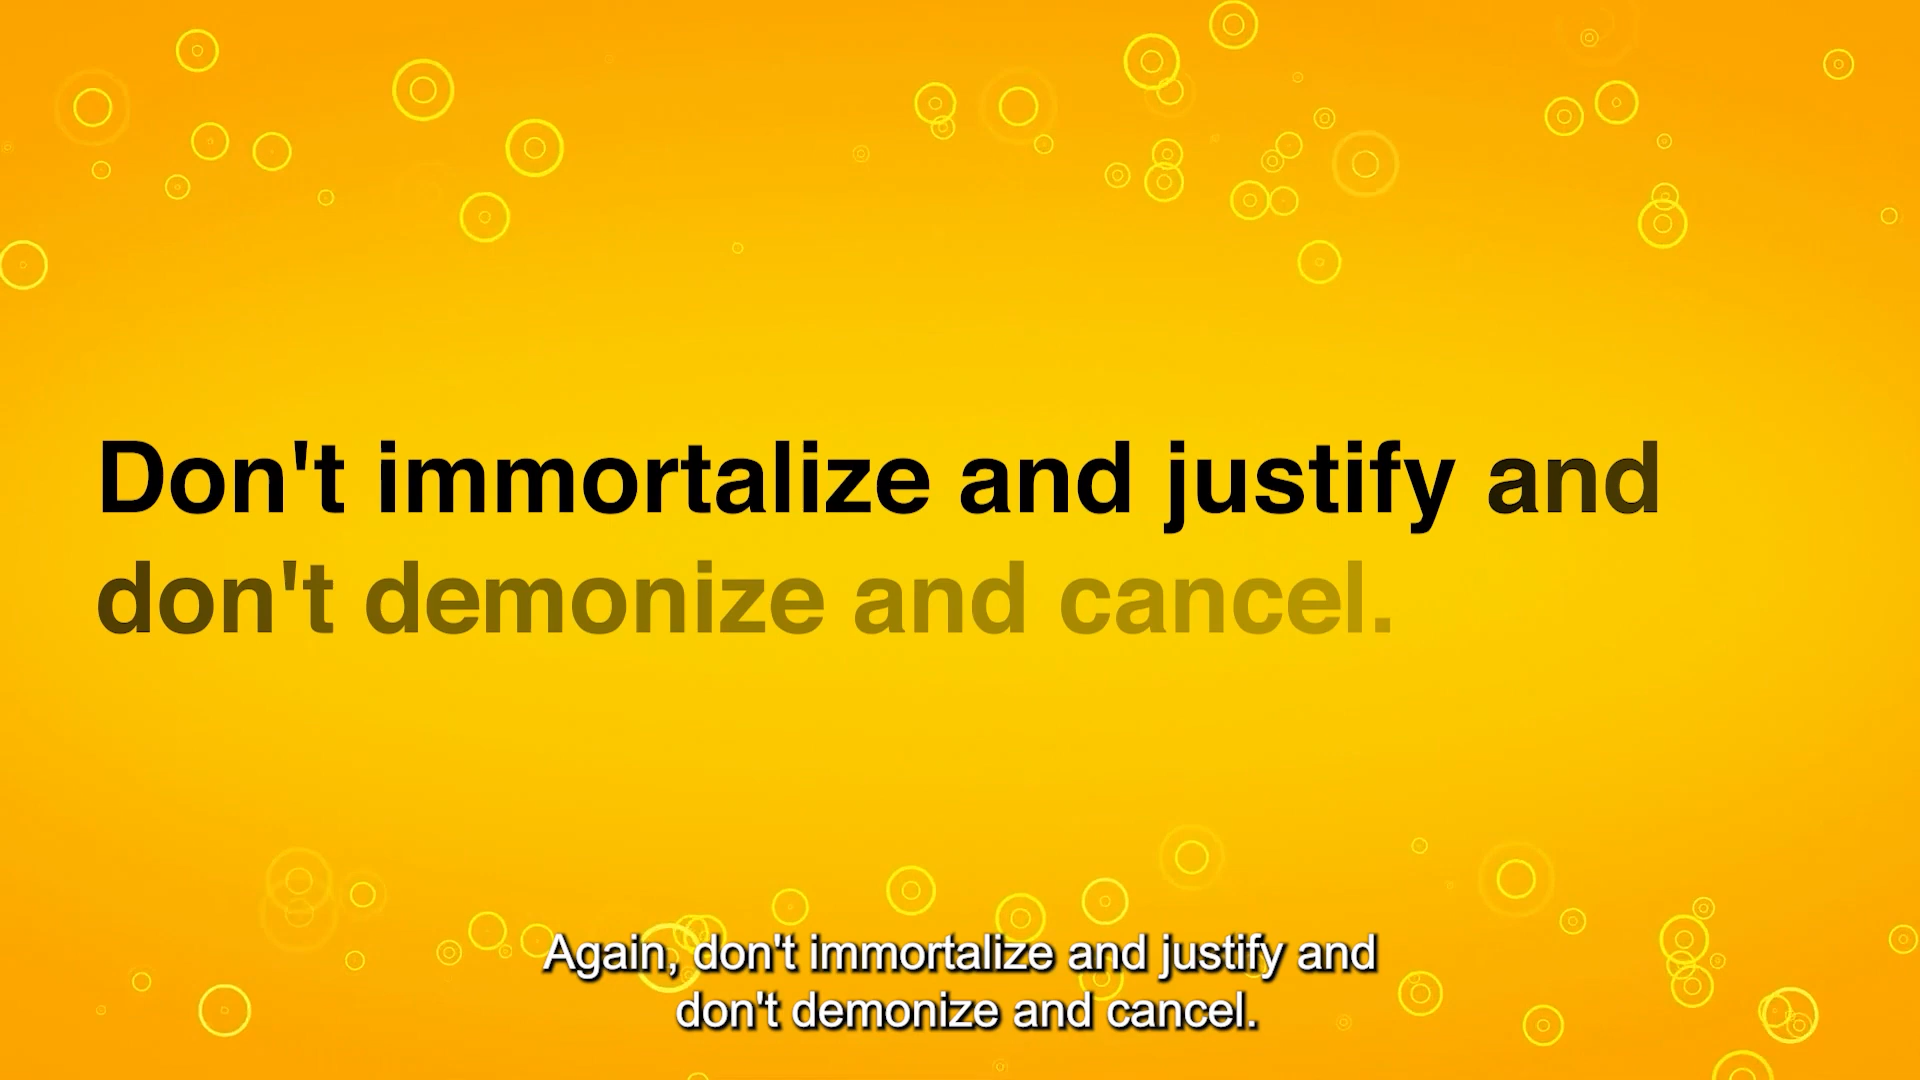 Don't immortalize and justify and
don't demonize and cancel.
Again, don't immortalize and justify and
don't demonize and cancel.